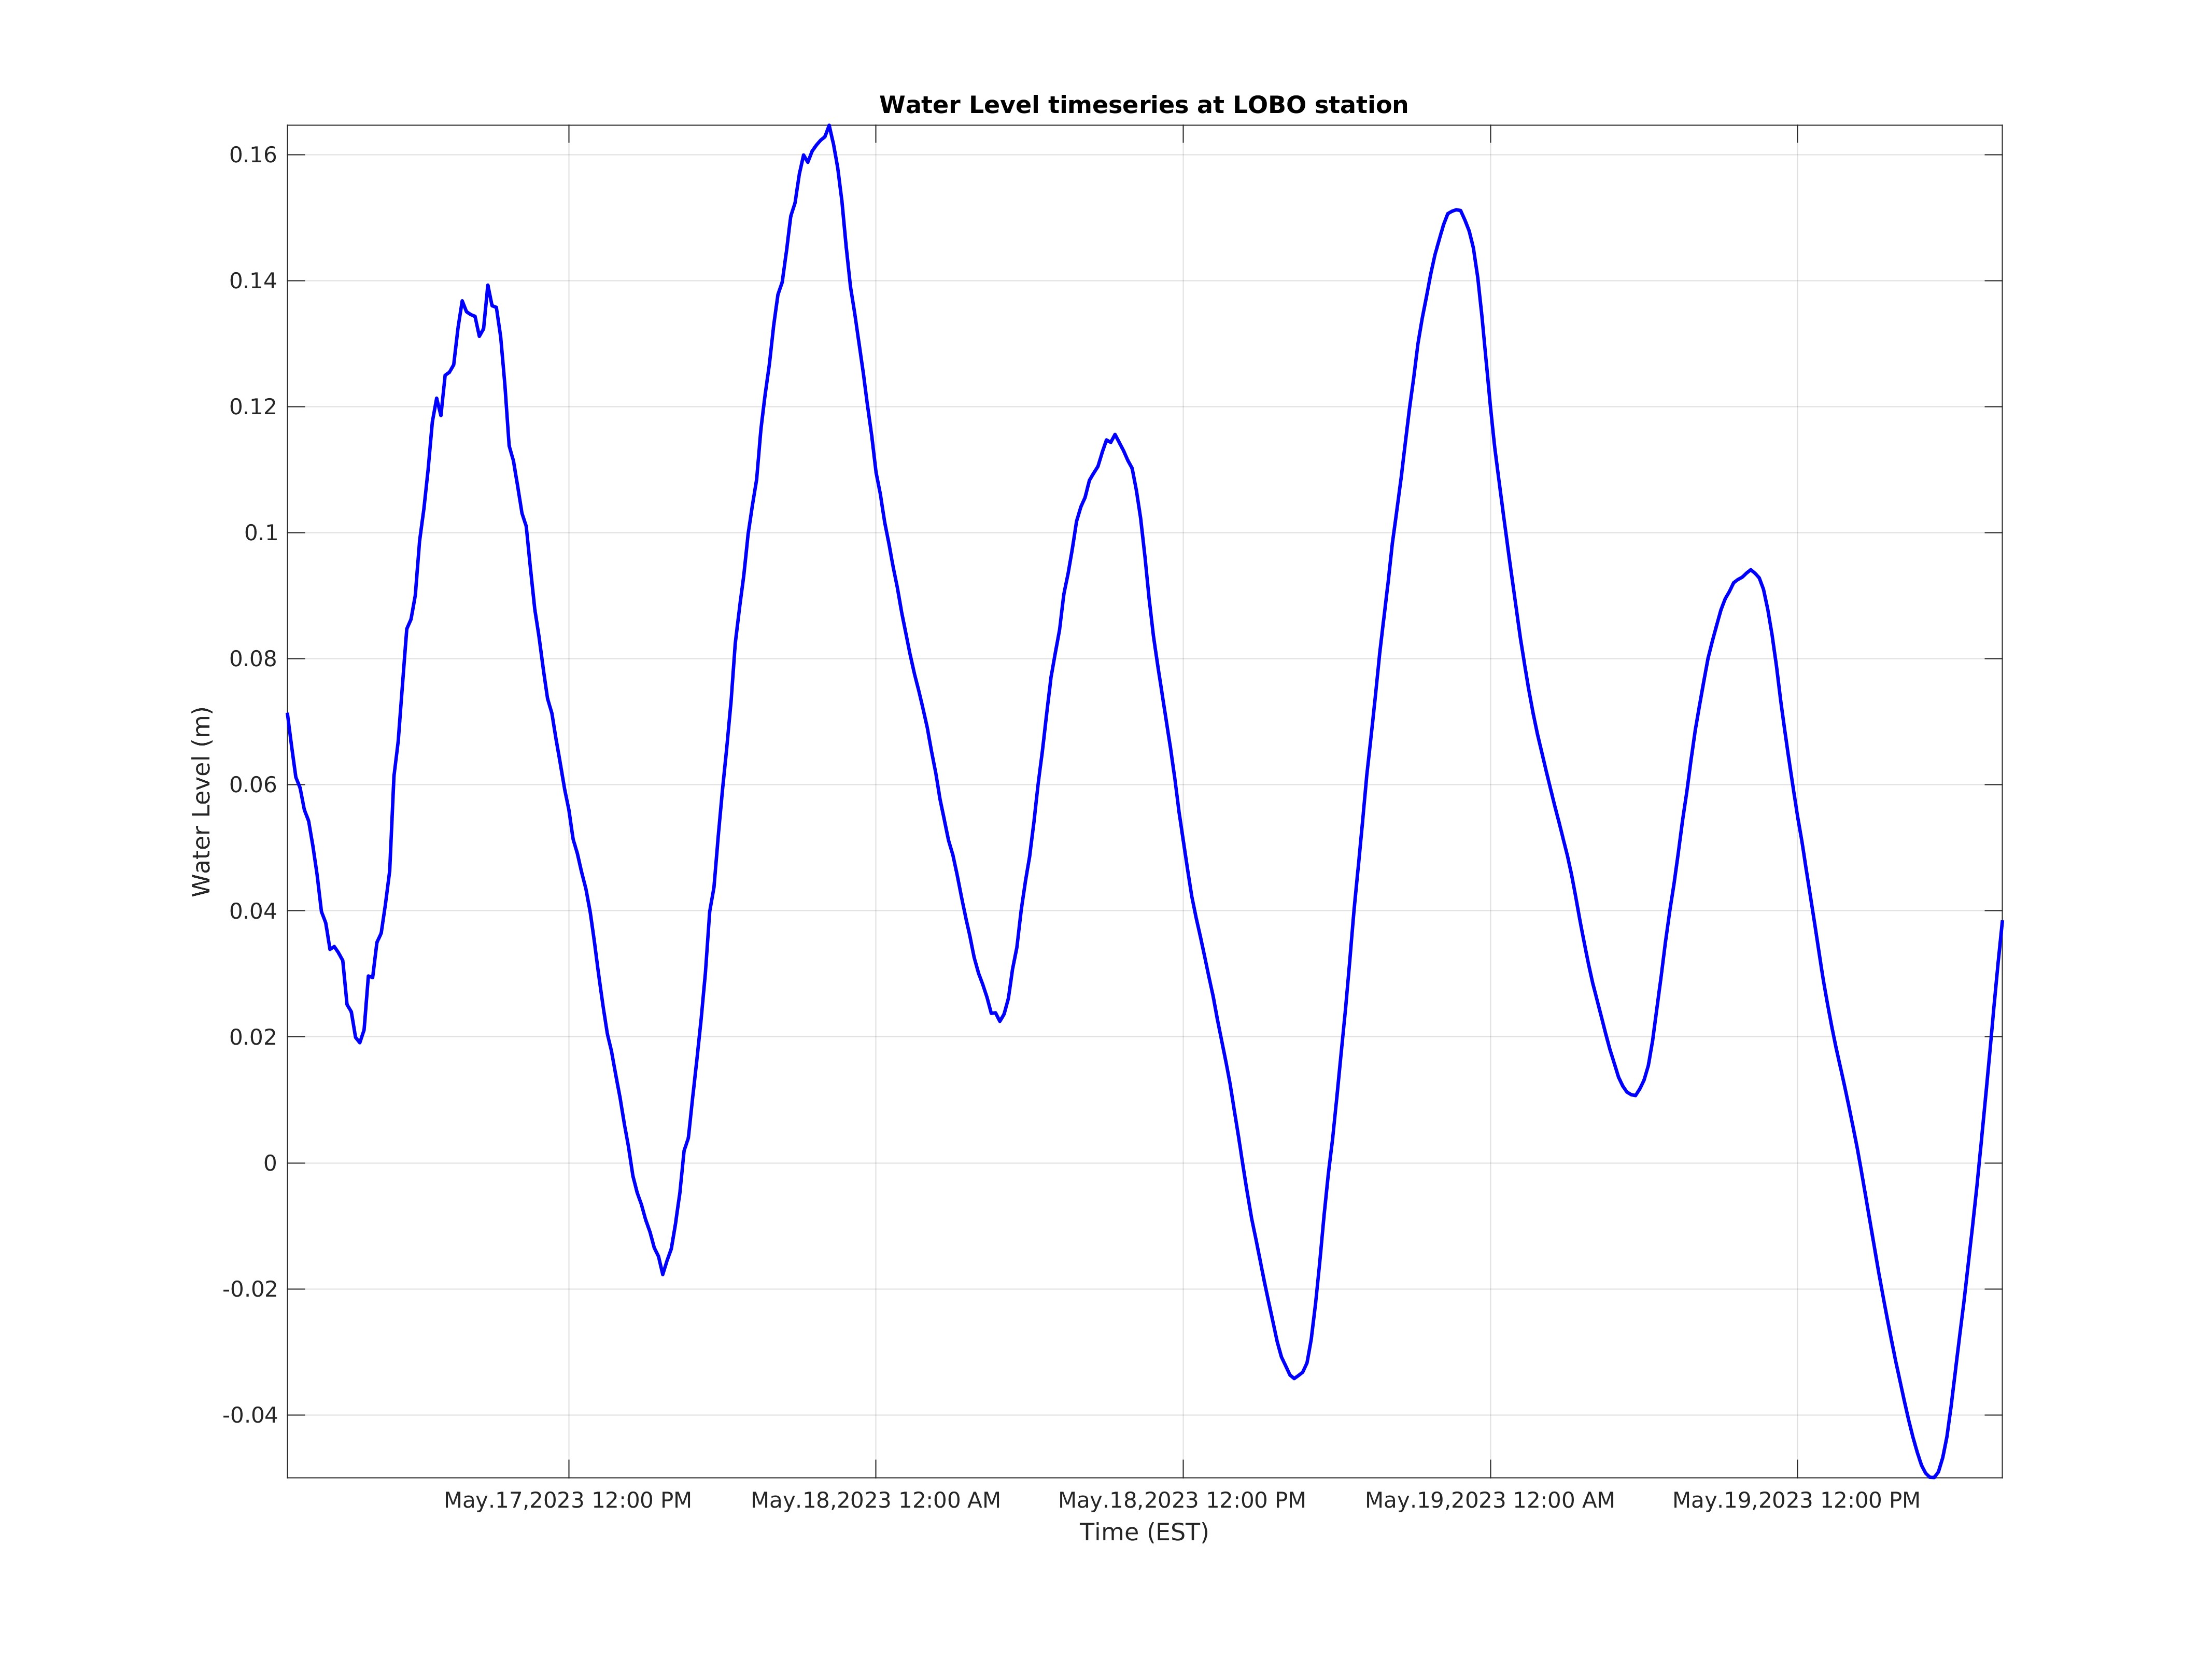 Water Level timeseries at LOBO station
0.16
0.14
0.12
0.1
0.08
0.06
0.04
0.02
0
-0.02
-0.04
Water Level (m)
May.17,2023 12:00 PM May.18,2023 12:00 AM May.18,2023 12:00 PM May.19,2023 12:00 AM May.19,2023 12:00 PM
Time (EST)